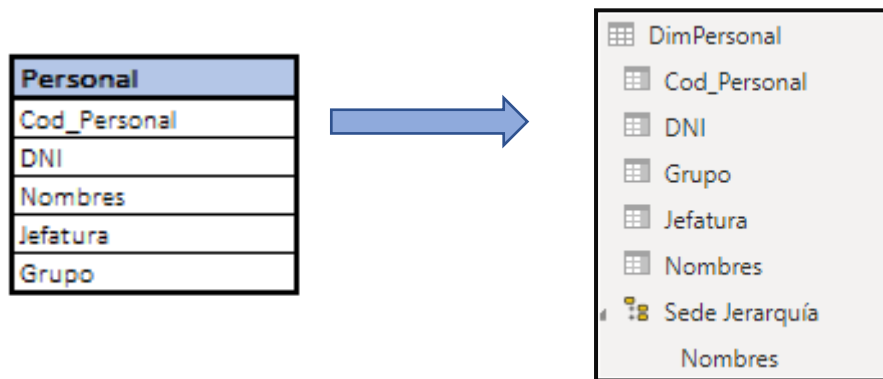 Personal
Cod_Personal
DNI
Nombres
Jefatura
Grupo
DimPersonal
Cod_Personal
DNI
Grupo
Jefatura
Nombres
Sede Jerarquía
Nombres